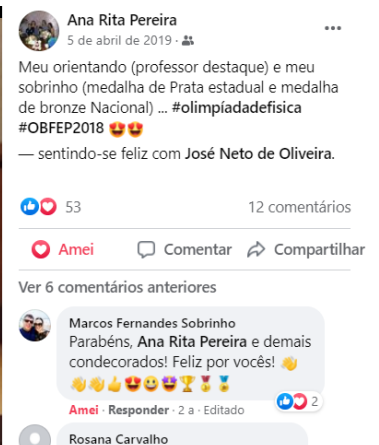 Ana Rita Pereira
5 de abril de 2019 ·
Meu orientando (professor destaque) e meu
sobrinho (medalha de Prata estadual e medalha
de bronze Nacional) ... #olimpíadadefisica
#OBFEP2018 😍😍
— sentindo-se feliz com José Neto de Oliveira.
53
12 comentários
Amei
Comentar
Compartilhar
Ver 6 comentários anteriores
Marcos Fernandes Sobrinho
Parabéns, Ana Rita Pereira e demais
condecorados! Feliz por vocês! 👏
👏👏👍😍😃🤩🏆🎖🏅
Amei · Responder · 2 a · Editado
2
Rosana Carvalho